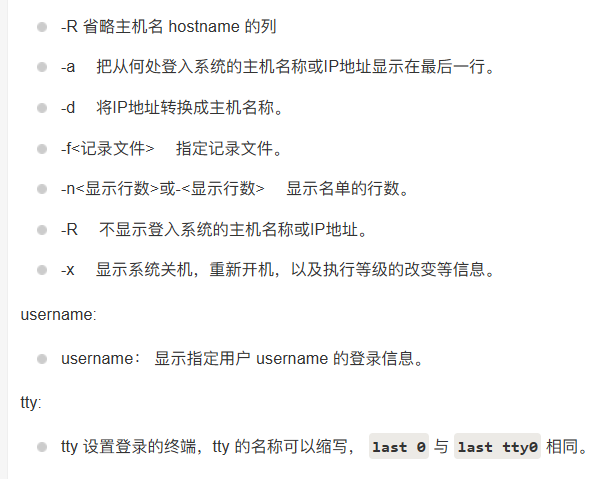 -R 省略主机名 hostname 的列
-a 把从何处登入系统的主机名称或IP地址显示在最后一行。
-d 将IP地址转换成主机名称。
-f<记录文件> 指定记录文件。
-n<显示行数>或-<显示行数> 显示名单的行数。
-R 不显示登入系统的主机名称或IP地址。
-x 显示系统关机，重新开机，以及执行等级的改变等信息。
username:
username： 显示指定用户 username 的登录信息。
tty:
tty 设置登录的终端，tty 的名称可以缩写， last 0 与 last tty0 相同。